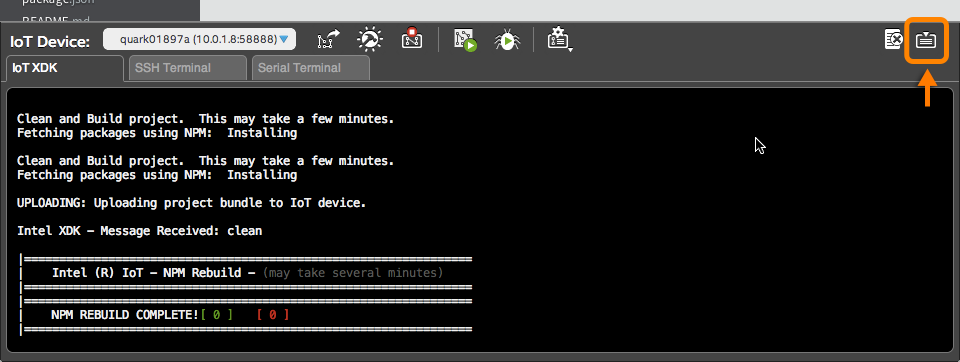 package.json
README.md
IoT Device: quark01897a (10.0.1.8:58888)
IoT XDK SSH Terminal Serial Terminal
Clean and Build project.  This may take a few minutes.
Fetching packages using NPM:  Installing
Clean and Build project.  This may take a few minutes.
Fetching packages using NPM:  Installing
UPLOADING: Uploading project bundle to IoT device.
Intel XDK - Message Received: clean
Intel (R) IoT - NPM Rebuild - (may take several minutes)
NPM REBUILD COMPLETE![ 0 ]   [ 0 ]